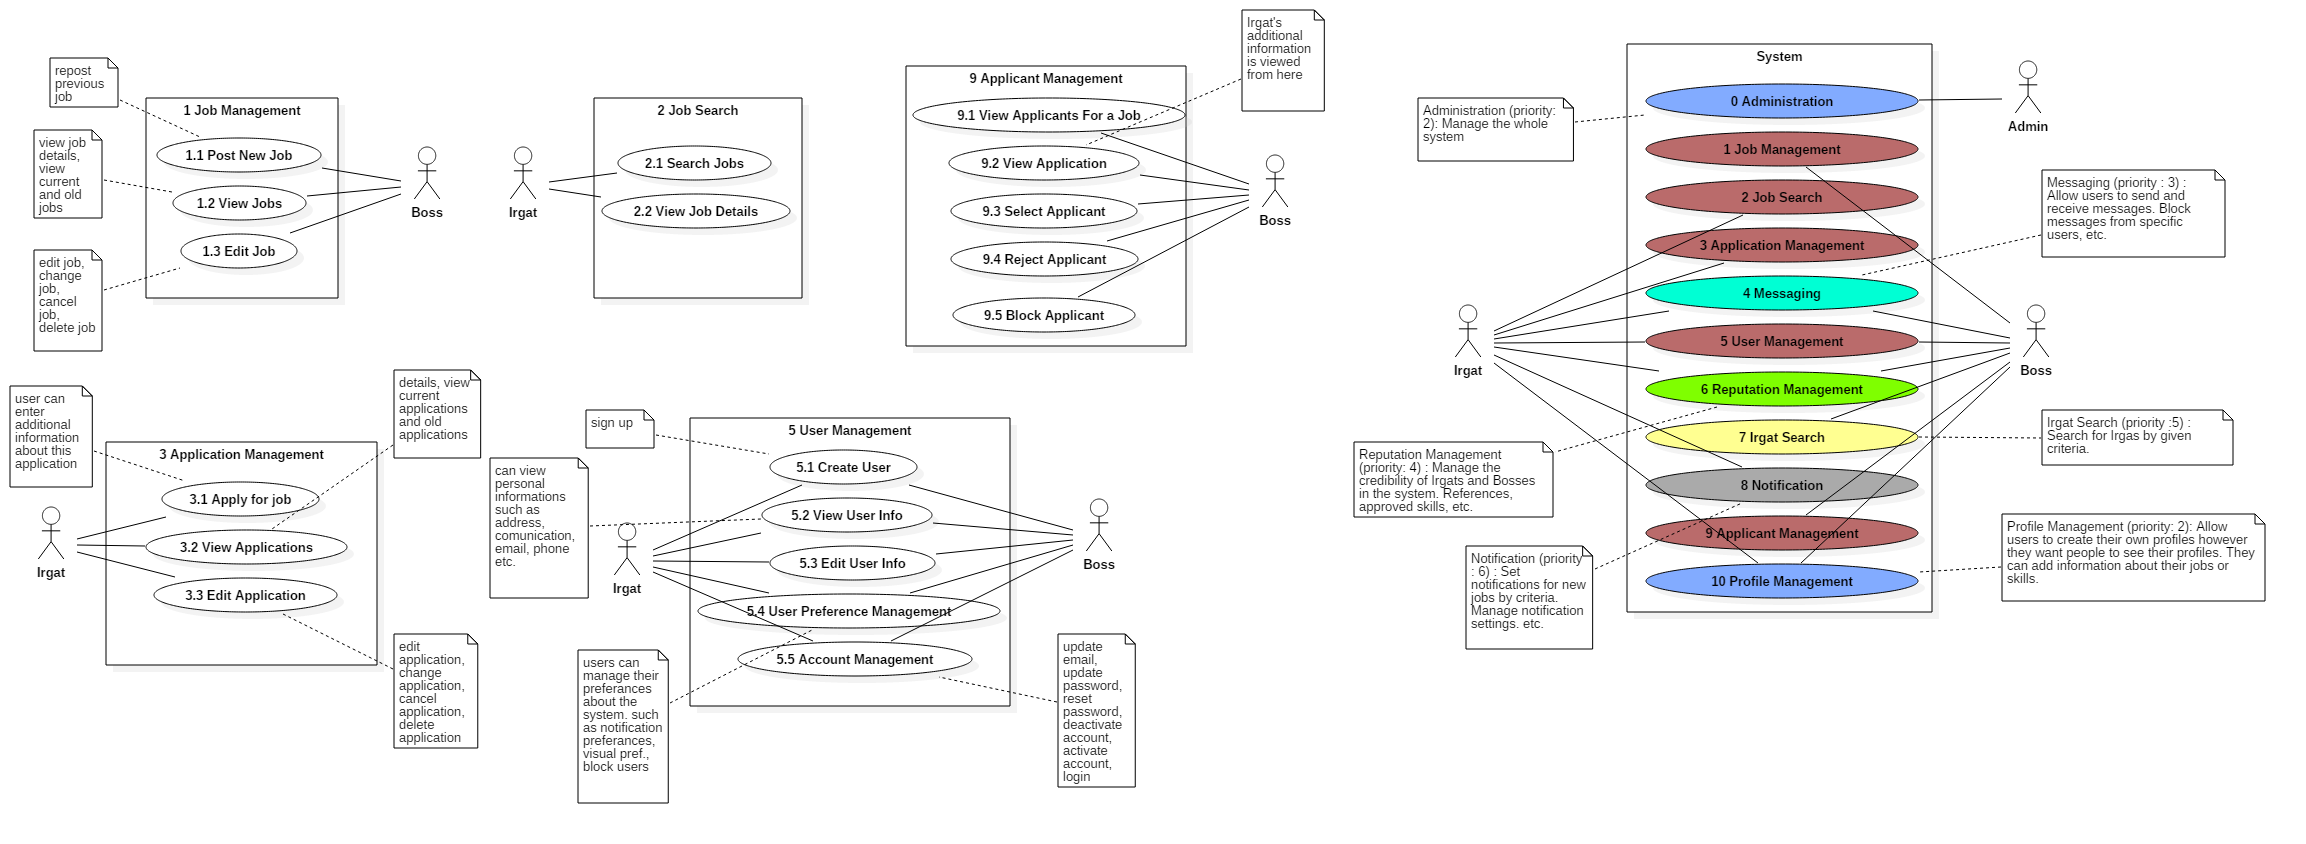 repost
previous
job
1 Job Management
1.1 Post New Job
1.2 View Jobs
1.3 Edit Job
view job
details,
view
current
and old
jobs
edit job,
change
job,
cancel
job,
delete job
Boss
Irgat
2 Job Search
2.1 Search Jobs
2.2 View Job Details
9 Applicant Management
9.1 View Applicants For a Job
9.2 View Application
9.3 Select Applicant
9.4 Reject Applicant
9.5 Block Applicant
Irgat's
additional
information
is viewed
from here
Boss
user can
enter
additional
information
about this
application
3 Application Management
3.1 Apply for job
3.2 View Applications
3.3 Edit Application
Irgat
details, view
current
applications
and old
applications
edit
application,
change
application,
cancel
application,
delete
application
sign up
can view
personal
informations
such as
address,
comunication,
email, phone
etc.
Irgat
5 User Management
5.1 Create User
5.2 View User Info
5.3 Edit User Info
5.4 User Preference Management
5.5 Account Management
Boss
users can
manage their
preferances
about the
system. such
as notification
preferances,
visual pref.,
block users
update
email,
update
password,
reset
password,
deactivate
account,
activate
account,
login
System
0 Administration
1 Job Management
2 Job Search
3 Application Management
4 Messaging
5 User Management
6 Reputation Management
7 Irgat Search
8 Notification
9 Applicant Management
10 Profile Management
Admin
Administration (priority:
2): Manage the whole
system
Messaging (priority : 3) :
Allow users to send and
receive messages. Block
messages from specific
users, etc.
Irgat
Boss
Reputation Management
(priority: 4) : Manage the
credibility of Irgats and Bosses
in the system. References,
approved skills, etc.
Irgat Search (priority :5) :
Search for Irgas by given
criteria.
Notification (priority
: 6) : Set
notifications for new
jobs by criteria.
Manage notification
settings. etc.
Profile Management (priority: 2): Allow
users to create their own profiles however
they want people to see their profiles. They
can add information about their jobs or
skills.